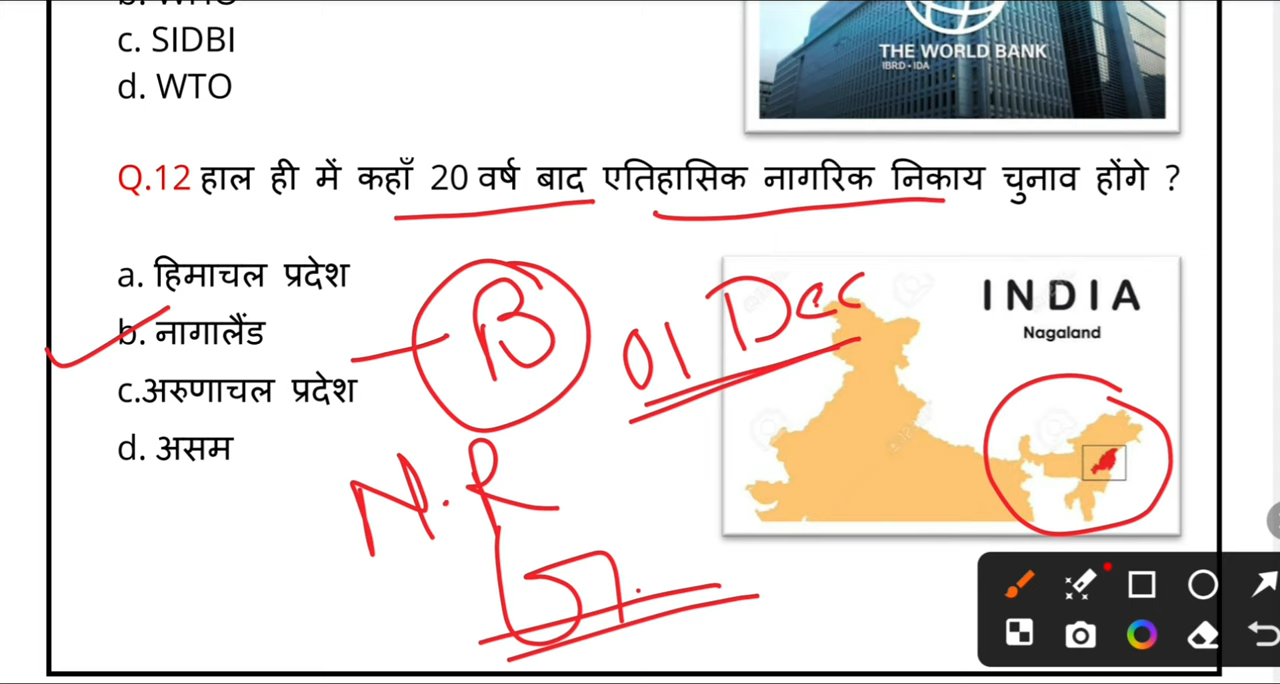 c. SIDBI
d. WTO
THE WORLD BANK
IBRD - IDA
Q.12 हाल ही में कहाँ 20 वर्ष बाद एतिहासिक नागरिक निकाय चुनाव होंगे ?
a. हिमाचल प्रदेश
b. नागालैंड
c.अरुणाचल प्रदेश
d. असम
B
01 Dec
INDIA
Nagaland